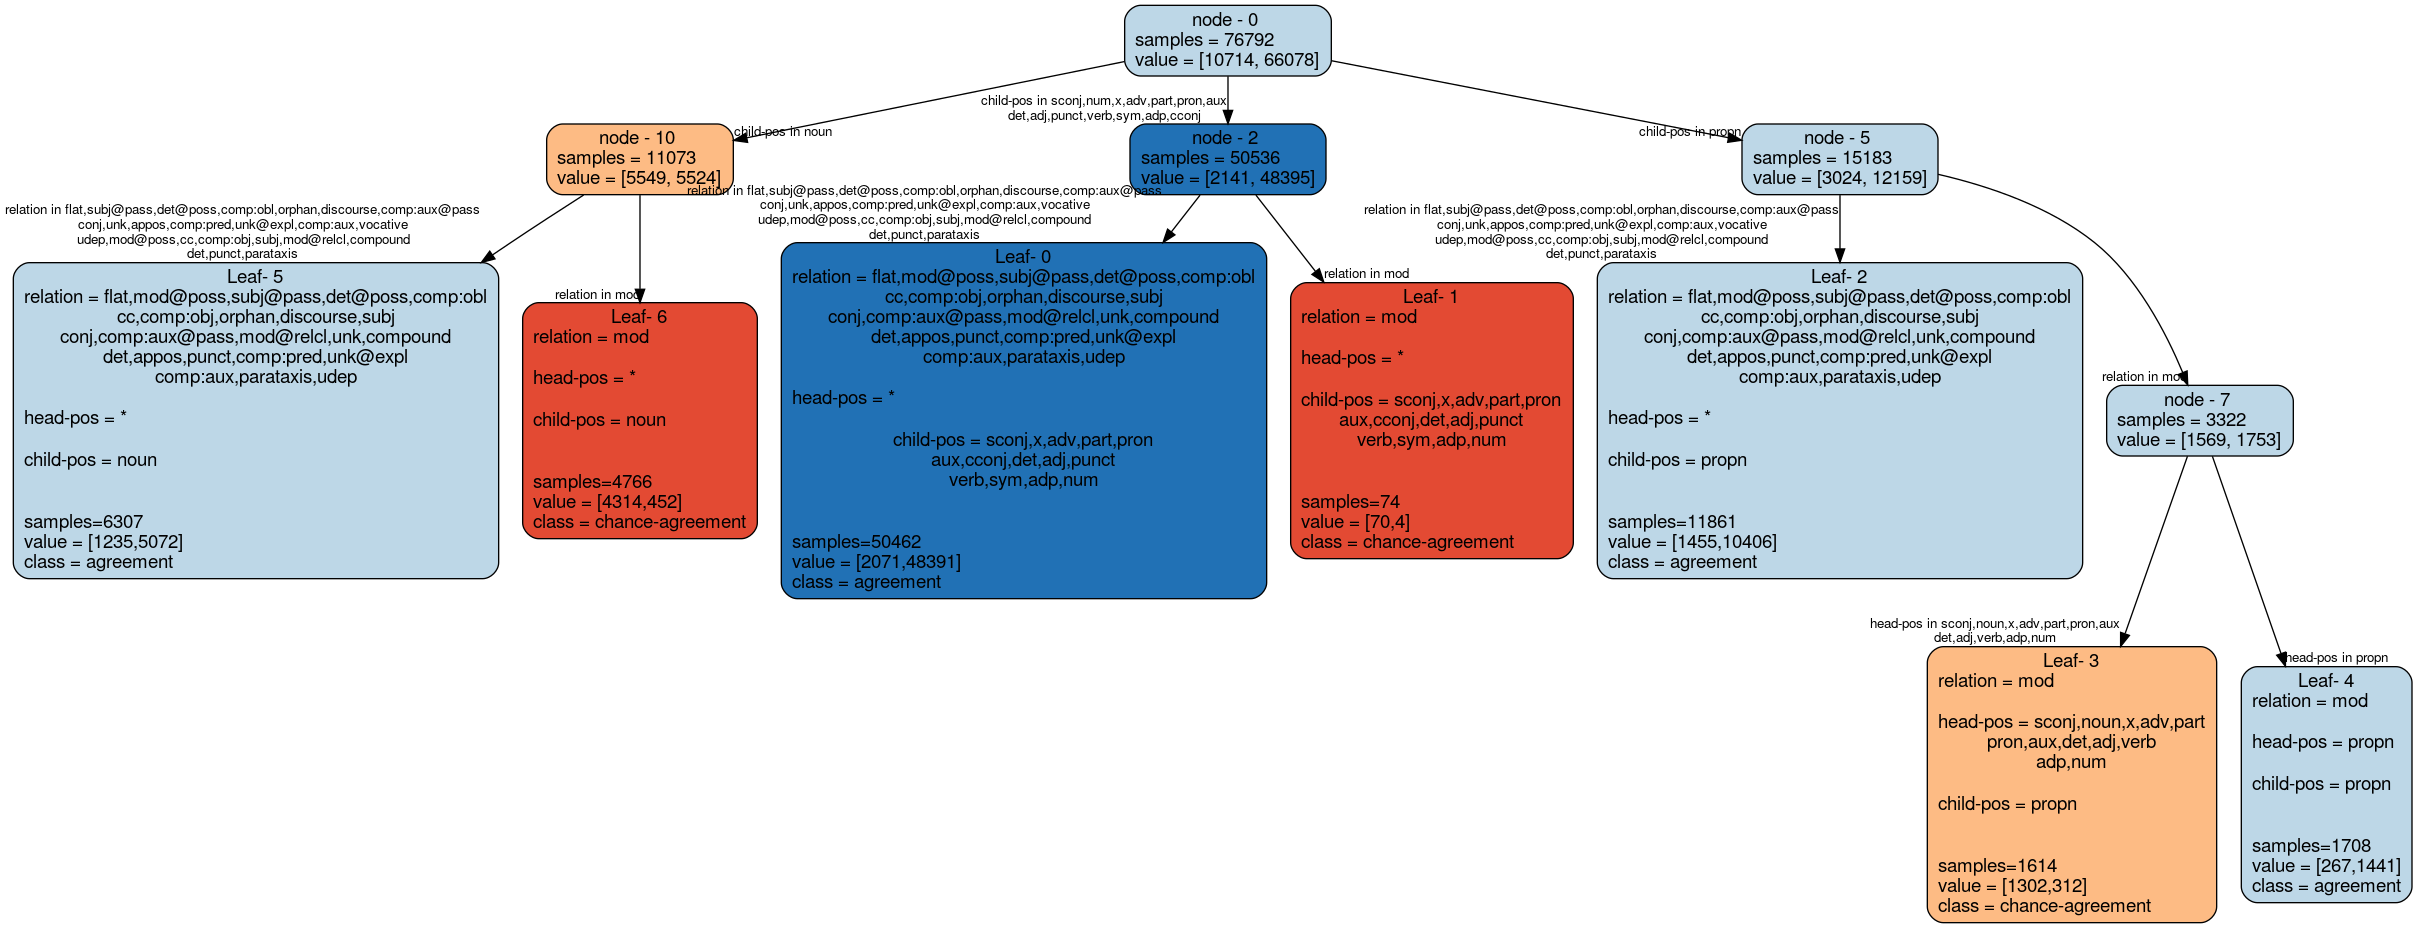 node - 0
samples = 76792
value = [10714, 66078]
child-pos in noun
child-pos in sconj,num,x,adv,part,pron,aux
det,adj,punct,verb,sym,adp,cconj
child-pos in propn
node - 10
samples = 11073
value = [5549, 5524]
node - 2
samples = 50536
value = [2141, 48395]
node - 5
samples = 15183
value = [3024, 12159]
relation in flat,subj@pass,det@poss,comp:obl,orphan,discourse,comp:aux@pass
conj,unk,appos,comp:pred,unk@expl,comp:aux,vocative
udep,mod@poss,cc,comp:obj,subj,mod@relcl,compound
det,punct,parataxis
relation in mod
relation in flat,subj@pass,det@poss,comp:obl,orphan,discourse,comp:aux@pass
conj,unk,appos,comp:pred,unk@expl,comp:aux,vocative
udep,mod@poss,cc,comp:obj,subj,mod@relcl,compound
det,punct,parataxis
relation in mod
relation in flat,subj@pass,det@poss,comp:obl,orphan,discourse,comp:aux@pass
conj,unk,appos,comp:pred,unk@expl,comp:aux,vocative
udep,mod@poss,cc,comp:obj,subj,mod@relcl,compound
det,punct,parataxis
relation in mod
Leaf- 5
relation = flat,mod@poss,subj@pass,det@poss,comp:obl
cc,comp:obj,orphan,discourse,subj
conj,comp:aux@pass,mod@relcl,unk,compound
det,appos,punct,comp:pred,unk@expl
comp:aux,parataxis,udep
head-pos = *
child-pos = noun
samples=6307
value = [1235,5072]
class = agreement
Leaf- 6
relation = mod
head-pos = *
child-pos = noun
samples=4766
value = [4314,452]
class = chance-agreement
Leaf- 0
relation = flat,mod@poss,subj@pass,det@poss,comp:obl
cc,comp:obj,orphan,discourse,subj
conj,comp:aux@pass,mod@relcl,unk,compound
det,appos,punct,comp:pred,unk@expl
comp:aux,parataxis,udep
head-pos = *
child-pos = sconj,x,adv,part,pron
aux,cconj,det,adj,punct
verb,sym,adp,num
samples=50462
value = [2071,48391]
class = agreement
Leaf- 1
relation = mod
head-pos = *
child-pos = sconj,x,adv,part,pron
aux,cconj,det,adj,punct
verb,sym,adp,num
samples=74
value = [70,4]
class = chance-agreement
Leaf- 2
relation = flat,mod@poss,subj@pass,det@poss,comp:obl
cc,comp:obj,orphan,discourse,subj
conj,comp:aux@pass,mod@relcl,unk,compound
det,appos,punct,comp:pred,unk@expl
comp:aux,parataxis,udep
head-pos = *
child-pos = propn
samples=11861
value = [1455,10406]
class = agreement
node - 7
samples = 3322
value = [1569, 1753]
head-pos in sconj,noun,x,adv,part,pron,aux
det,adj,verb,adp,num
head-pos in propn
Leaf- 3
relation = mod
head-pos = sconj,noun,x,adv,part
pron,aux,det,adj,verb
adp,num
child-pos = propn
samples=1614
value = [1302,312]
class = chance-agreement
Leaf- 4
relation = mod
head-pos = propn
child-pos = propn
samples=1708
value = [267,1441]
class = agreement